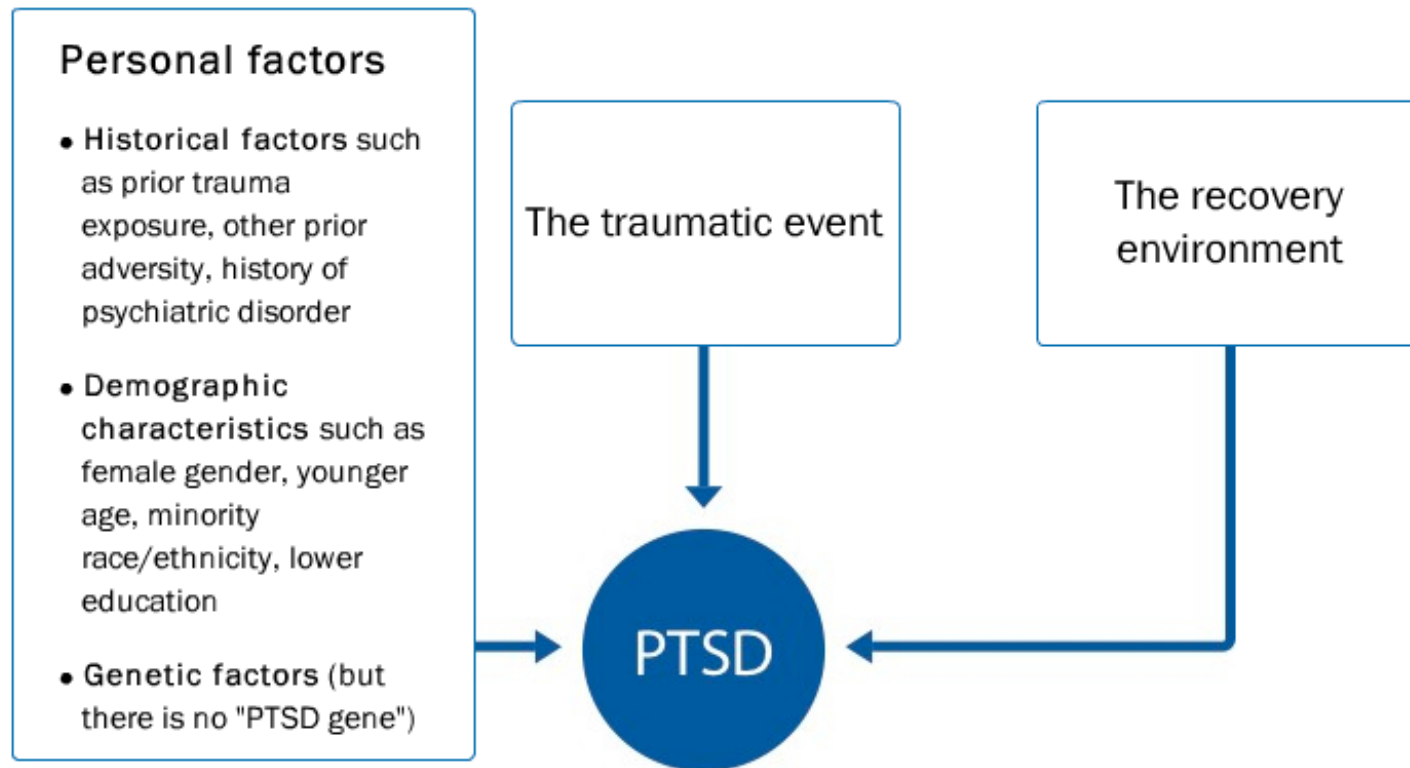 Personal factors
• Historical factors such
as prior trauma
exposure, other prior
adversity, history of
psychiatric disorder
• Demographic
characteristics such as
female gender, younger
age, minority
race/ethnicity, lower
education
• Genetic factors (but
there is no "PTSD gene")
The traumatic event
The recovery
environment
PTSD